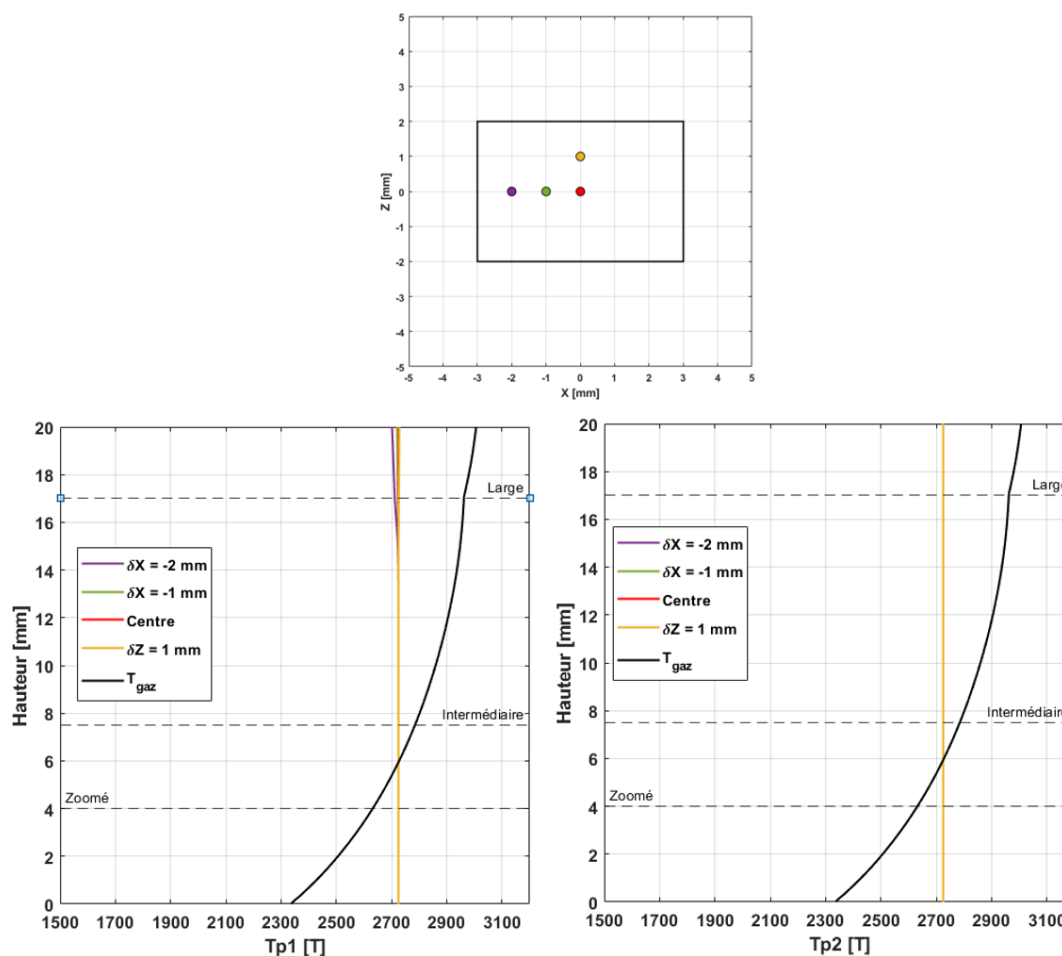 5
4
3
2
1
0
-1
-2
-3
-4
-5
Z [mm]
-5 -4 -3 -2 -1 0 1 2 3 4 5
X [mm]
20
18
16
14
12
10
8
6
4
2
0
Hauteur [mm]
Large
δX = -2 mm
δX = -1 mm
Centre
δZ = 1 mm
Tgaz
Intermédiaire
Zoomé
1500 1700 1900 2100 2300 2500 2700 2900 3100
Tp1 [T]
20
18
16
14
12
10
8
6
4
2
0
Hauteur [mm]
Large
δX = -2 mm
δX = -1 mm
Centre
δZ = 1 mm
Tgaz
Intermédiaire
Zoomé
1500 1700 1900 2100 2300 2500 2700 2900 3100
Tp2 [T]